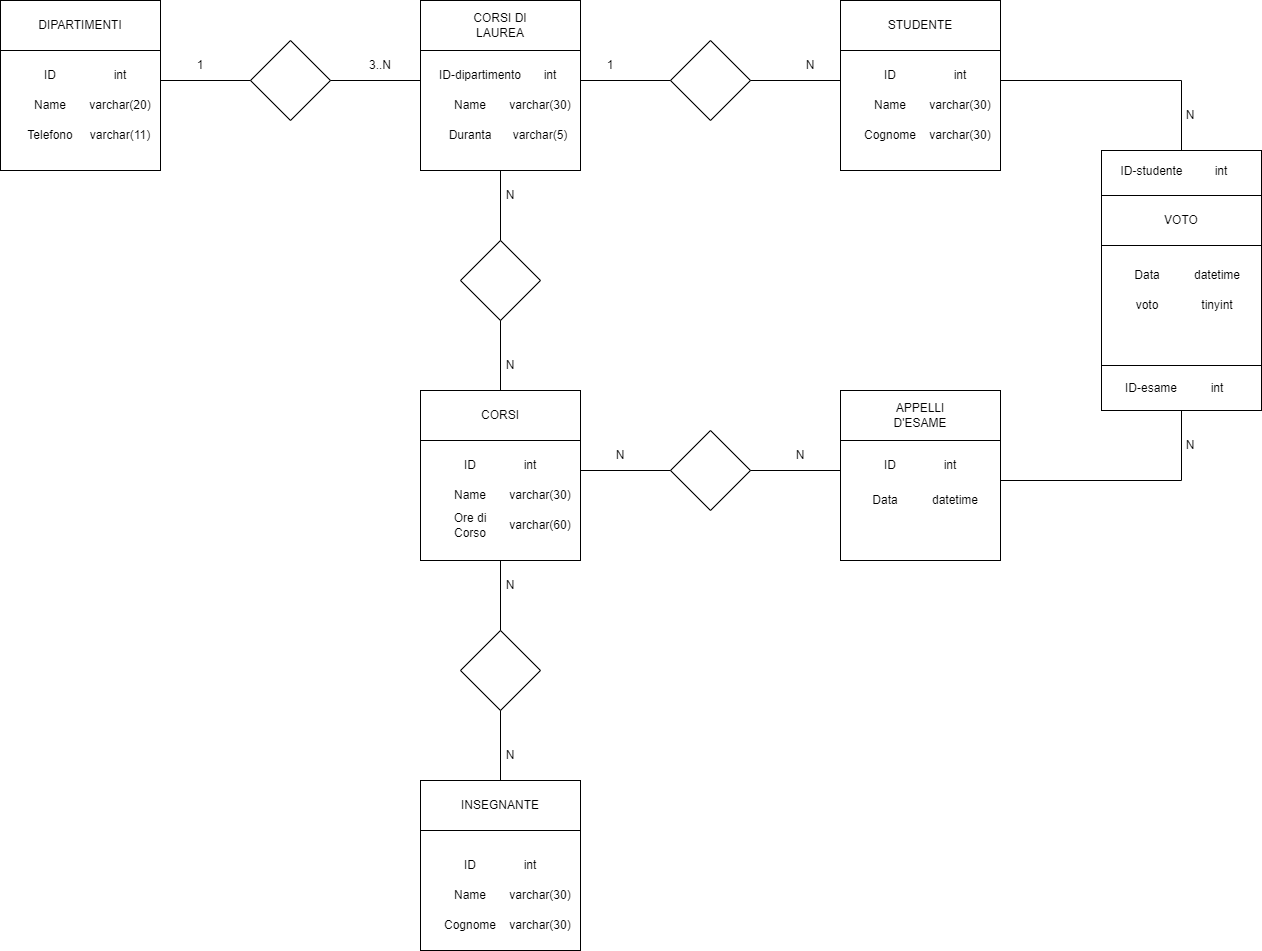 DIPARTIMENTI
ID int
Name varchar(20)
Telefono varchar(11)
1
3..N
CORSI DI
LAUREA
ID-dipartimento int
Name varchar(30)
Duranta varchar(5)
1
N
STUDENTE
ID int
Name varchar(30)
Cognome varchar(30)
N
ID-studente int
VOTO
Data datetime
voto tinyint
ID-esame int
N
N
N
CORSI
ID int
Name varchar(30)
Ore di
Corso varchar(60)
N
N
APPELLI
D'ESAME
ID int
Data datetime
N
N
INSEGNANTE
ID int
Name varchar(30)
Cognome varchar(30)